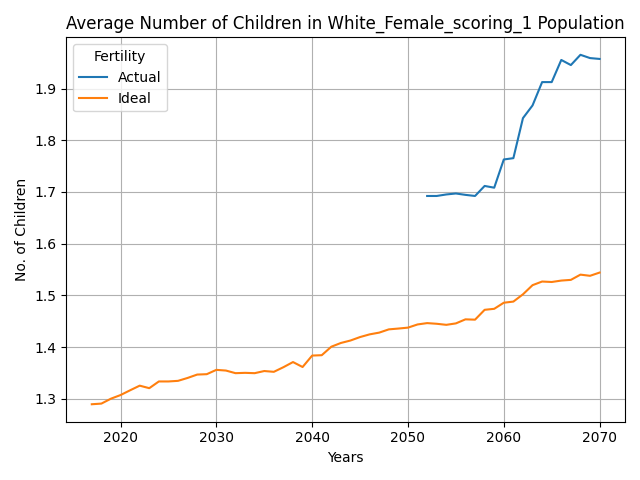 Average Number of Children in White_Female_scoring_1 Population
Fertility
Actual
Ideal
No. of Children
1.9
1.8
1.7
1.6
1.5
1.4
1.3
2020
2030
2040
2050
2060
2070
Years